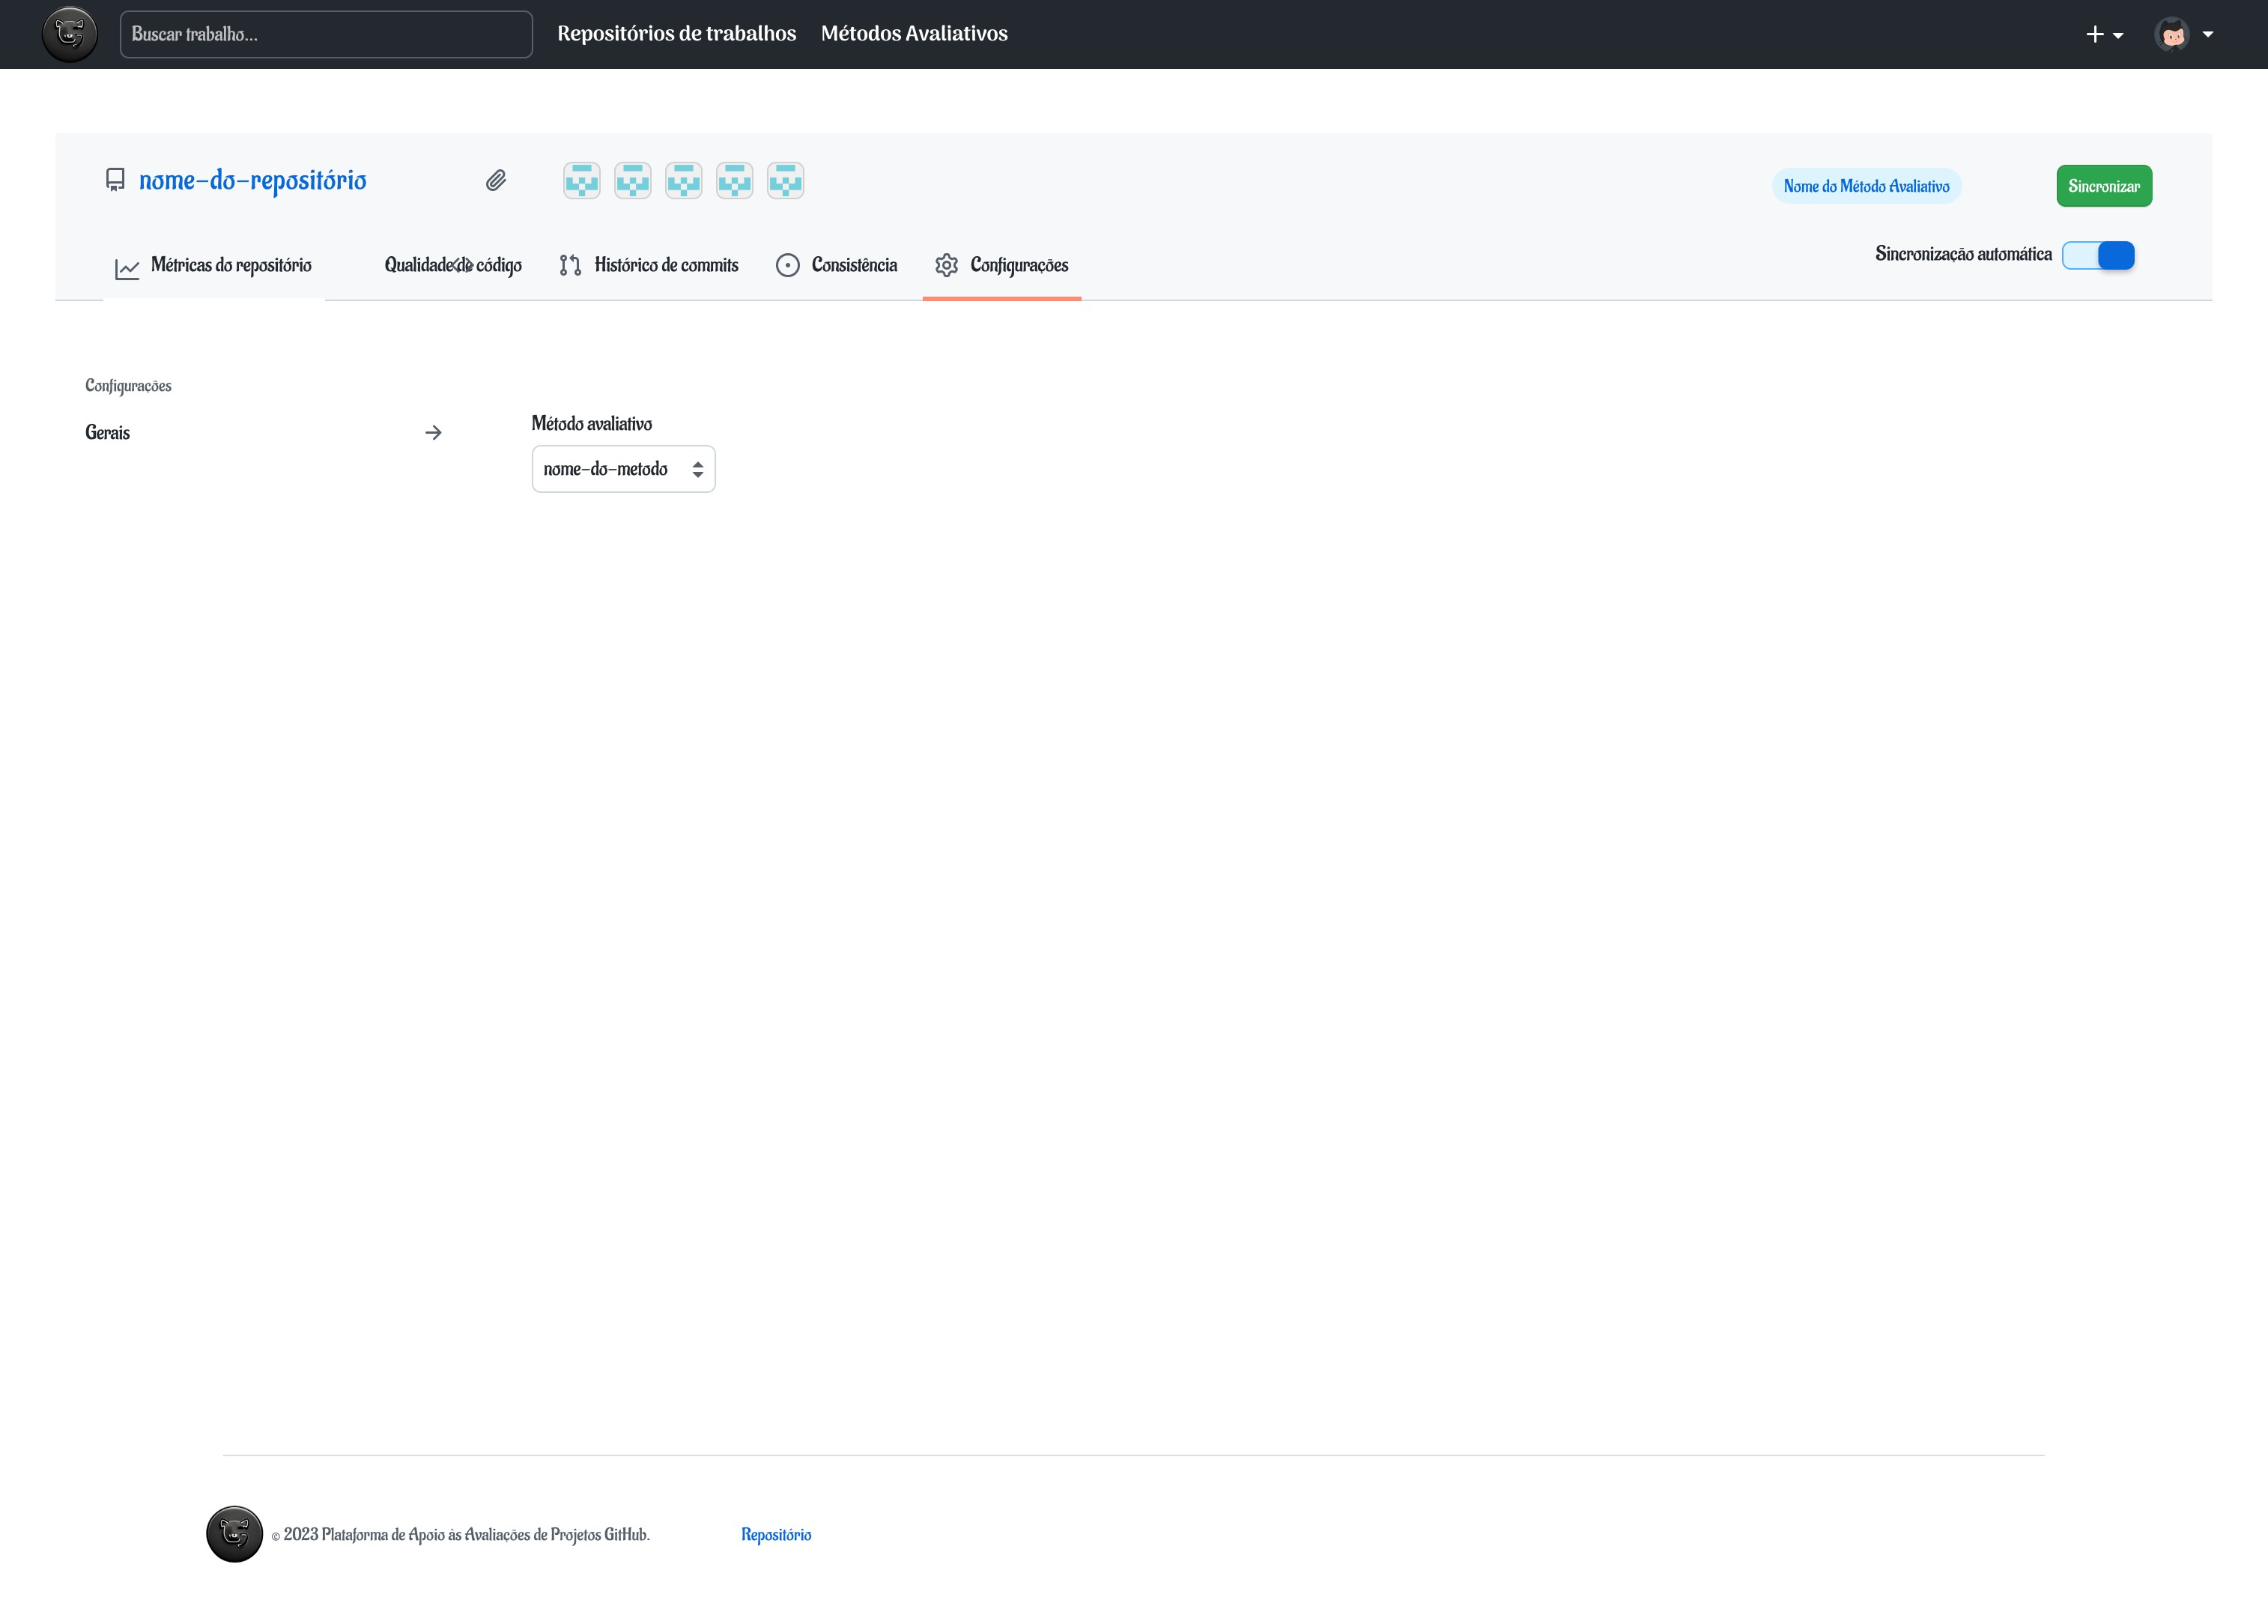 Buscar trabalho...
Repositórios de trabalhos
Métodos Avaliativos
nome-do-repositório
Nome do Método Avaliativo
Sincronizar
Métricas do repositório
Qualidade de código
Histórico de commits
Consistência
Configurações
Sincronização automática
Configurações
Gerais
Método avaliativo
nome-do-metodo
© 2023 Plataforma de Apoio às Avaliações de Projetos GitHub.
Repositório